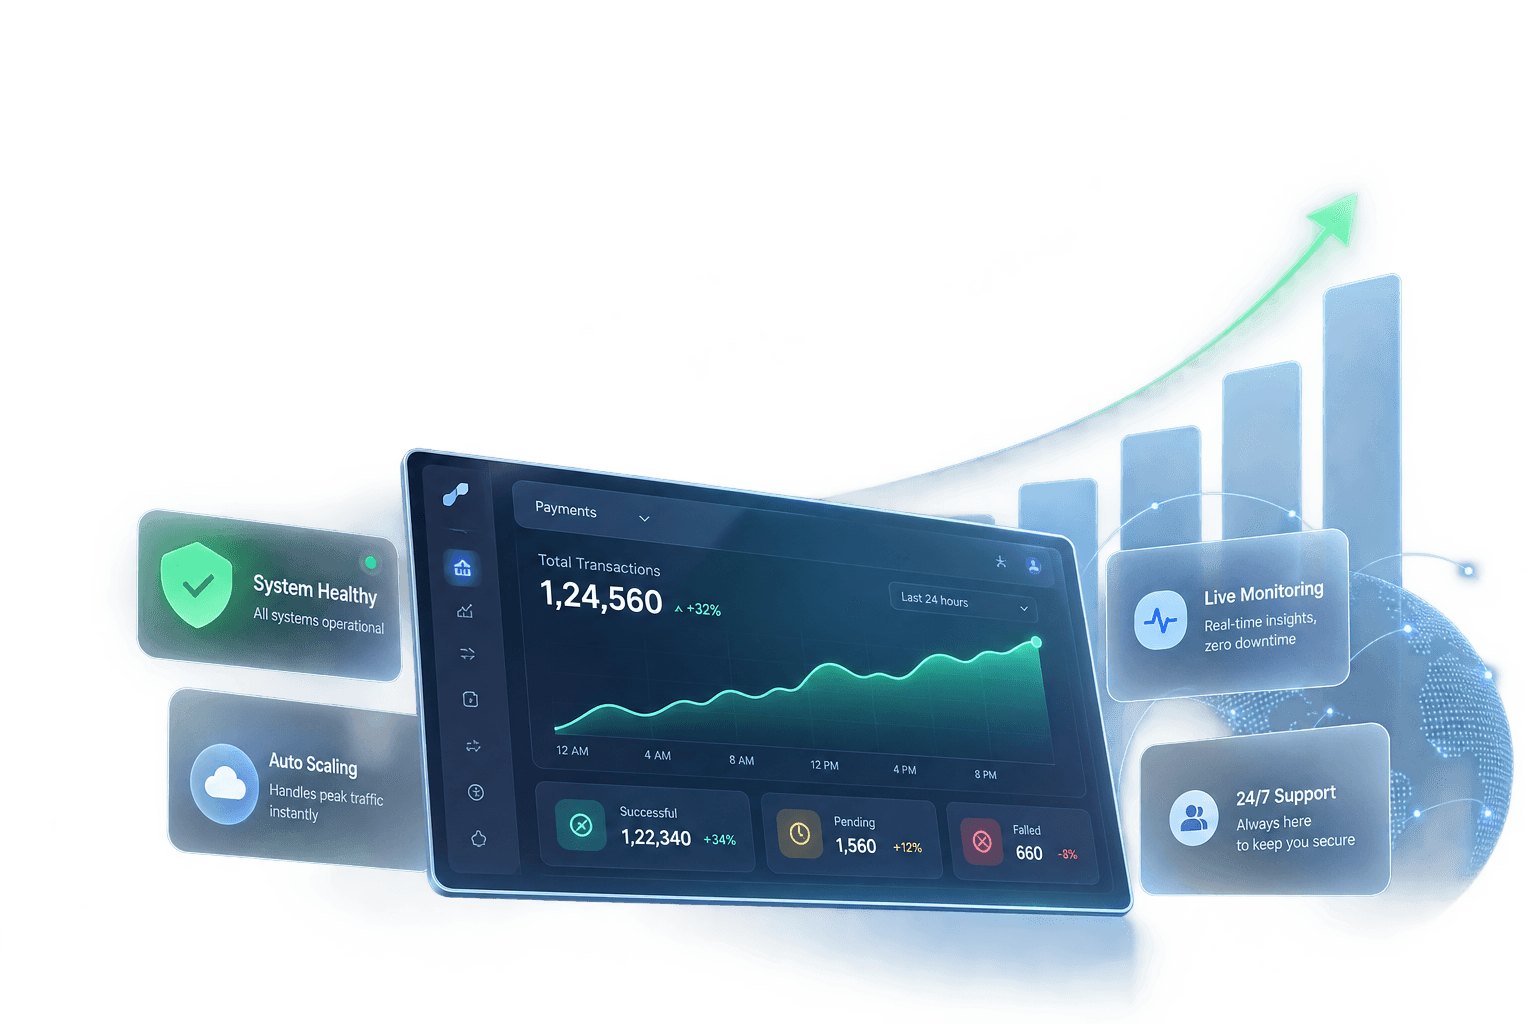 Payments
Total Transactions
1,24,560 +32%
Last 24 hours
12 AM 4 AM 8 AM 12 PM 4 PM 8 PM
Successful
1,22,340 +34%
Pending
1,560 +12%
Falled
660 -8%
System Healthy
All systems operational
Auto Scaling
Handles peak traffic
instantly
Live Monitoring
Real-time insights,
zero downtime
24/7 Support
Always here
to keep you secure